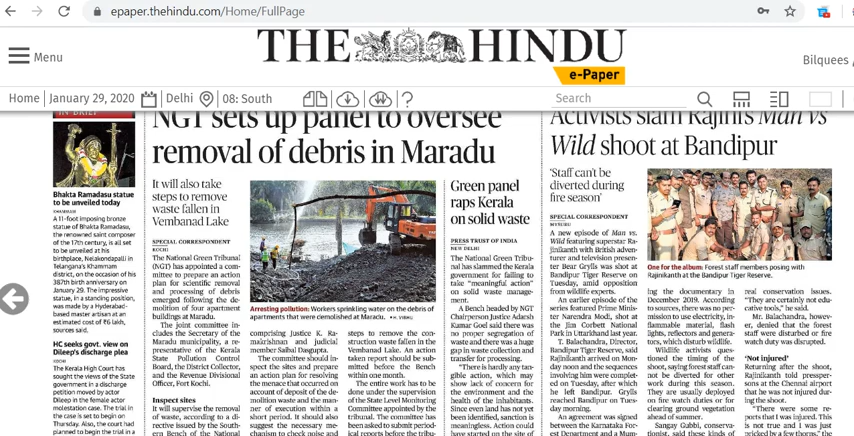 epaper.thehindu.com/Home/FullPage
Menu
THE HINDU
e-Paper
Bilquees
Home
January 29, 2020
Delhi
08: South
Search
IN BRIEF
Bhakta Ramadasu statue
to be unveiled today
KHAMMAM
A 11-foot imposing bronze
statue of Bhakta Ramadasu,
the renowned saint composer
of the 17th century, is all set
to be unveiled at his
birthplace, Nelakondapalli in
Telangana's Khammam
district, on the occasion of his
387th birth anniversary on
January 29. The impressive
statue, in a standing position,
was made by a Hyderabad-
based master artisan at an
estimated cost of ₹6 lakh,
sources said.
HC seeks govt. view on
Dileep's discharge plea
KOCHI
The Kerala High Court has
sought the views of the State
government in a discharge
petition moved by actor
Dileep in the female actor
molestation case. The trial in
the case is set to begin on
Thursday. Also, the court had
planned to begin the trial in a
NGT sets up panel to oversee
removal of debris in Maradu
It will also take
steps to remove
waste fallen in
Vembanad Lake
SPECIAL CORRESPONDENT
KOCHI
The National Green Tribunal
(NGT) has appointed a com-
mittee to prepare an action
plan for scientific removal
and processing of debris
emerged following the de-
molition of four apartment
buildings at Maradu.
The joint committee in-
cludes the Secretary of the
Maradu municipality, a re-
presentative of the Kerala
State Pollution Control
Board, the District Collector,
and the Revenue Divisional
Officer, Fort Kochi.
Inspect sites
It will supervise the removal
of waste, according to a di-
rective issued by the South-
ern Bench of the National
Arresting pollution: Workers sprinkling water on the debris of
apartments that were demolished at Maradu.
comprising Justice K. Ra-
makrishnan and judicial
member Saibal Dasgupta.
The committee should in-
spect the sites and prepare
an action plan for resolving
the menace that occurred on
account of deposit of the de-
molition waste and the man-
ner of execution within a
short period. It should also
suggest the necessary me-
chanism to check noise and
steps to remove the con-
struction waste fallen in the
Vembanad Lake. An action
taken report should be sub-
mitted before the Bench
within one month.
The entire work has to be
done under the supervision
of the State Level Monitoring
Committee appointed by the
tribunal. The committee has
been asked to submit period-
ical reports before the tribu-
Green panel
raps Kerala
on solid waste
PRESS TRUST OF INDIA
NEW DELHI
The National Green Tribu-
nal has slammed the Kerala
government for failing to
take "meaningful action"
on solid waste manage-
ment.
A Bench headed by NGT
Chairperson Justice Adarsh
Kumar Goel said there was
no proper segregation of
waste and there was a huge
gap in waste collection and
transfer for processing.
"There is hardly any tan-
gible action, which may
show lack of concern for
the environment and the
health of the inhabitants.
Since even land has not yet
been identified, sanction is
meaningless. Action could
have started on the site of
Activists slam Rajini's Man vs
Wild shoot at Bandipur
'Staff can't be
diverted during
fire season'
SPECIAL CORRESPONDENT
MYSURU
A new episode of Man vs.
Wild featuring superstar Ra-
jinikanth with British adven-
turer and television presen-
ter Bear Grylls was shot at
Bandipur Tiger Reserve on
Tuesday, amid opposition
from wildlife experts.
An earlier episode of the
series featured Prime Minis-
ter Narendra Modi, shot at
the Jim Corbett National
Park in Uttarakhand last year.
T. Balachandra, Director,
Bandipur Tiger Reserve, said
Rajinikanth arrived on Mon-
day noon and the sequences
involving him were complet-
ed on Tuesday, after which
he left Bandipur. Grylls
reached Bandipur on Tues-
day morning.
An agreement was signed
between the Karnataka For-
est Department and a Mum-
One for the album: Forest staff members posing with
Rajinikanth at the Bandipur Tiger Reserve.
ing the documentary in
December 2019. According
to sources, there was no per-
mission to use electricity, in-
flammable material, flash
lights, reflectors and genera-
tors, which disturb wildlife.
Wildlife activists ques-
tioned the timing of the
shoot, saying forest staff can-
not be diverted for other
work during this season.
They are usually deployed
on fire watch duties and for
clearing ground vegetation
ahead of summer.
Sangay Gubbi, conserva-
tionist, said these kinds of
real conservation issues.
"They are certainly not edu-
cative tools," he said.
Mr. Balachandra, howev-
er, denied that the forest
staff were disturbed or fire
watch duty was disrupted.
'Not injured'
Returning after the shoot,
Rajinikanth told presspersons
at the Chennai airport
that he was not injured dur-
ing the shoot.
"There were some re-
ports that I was injured. This
is not true and I was just
pricked by a few thorns," the